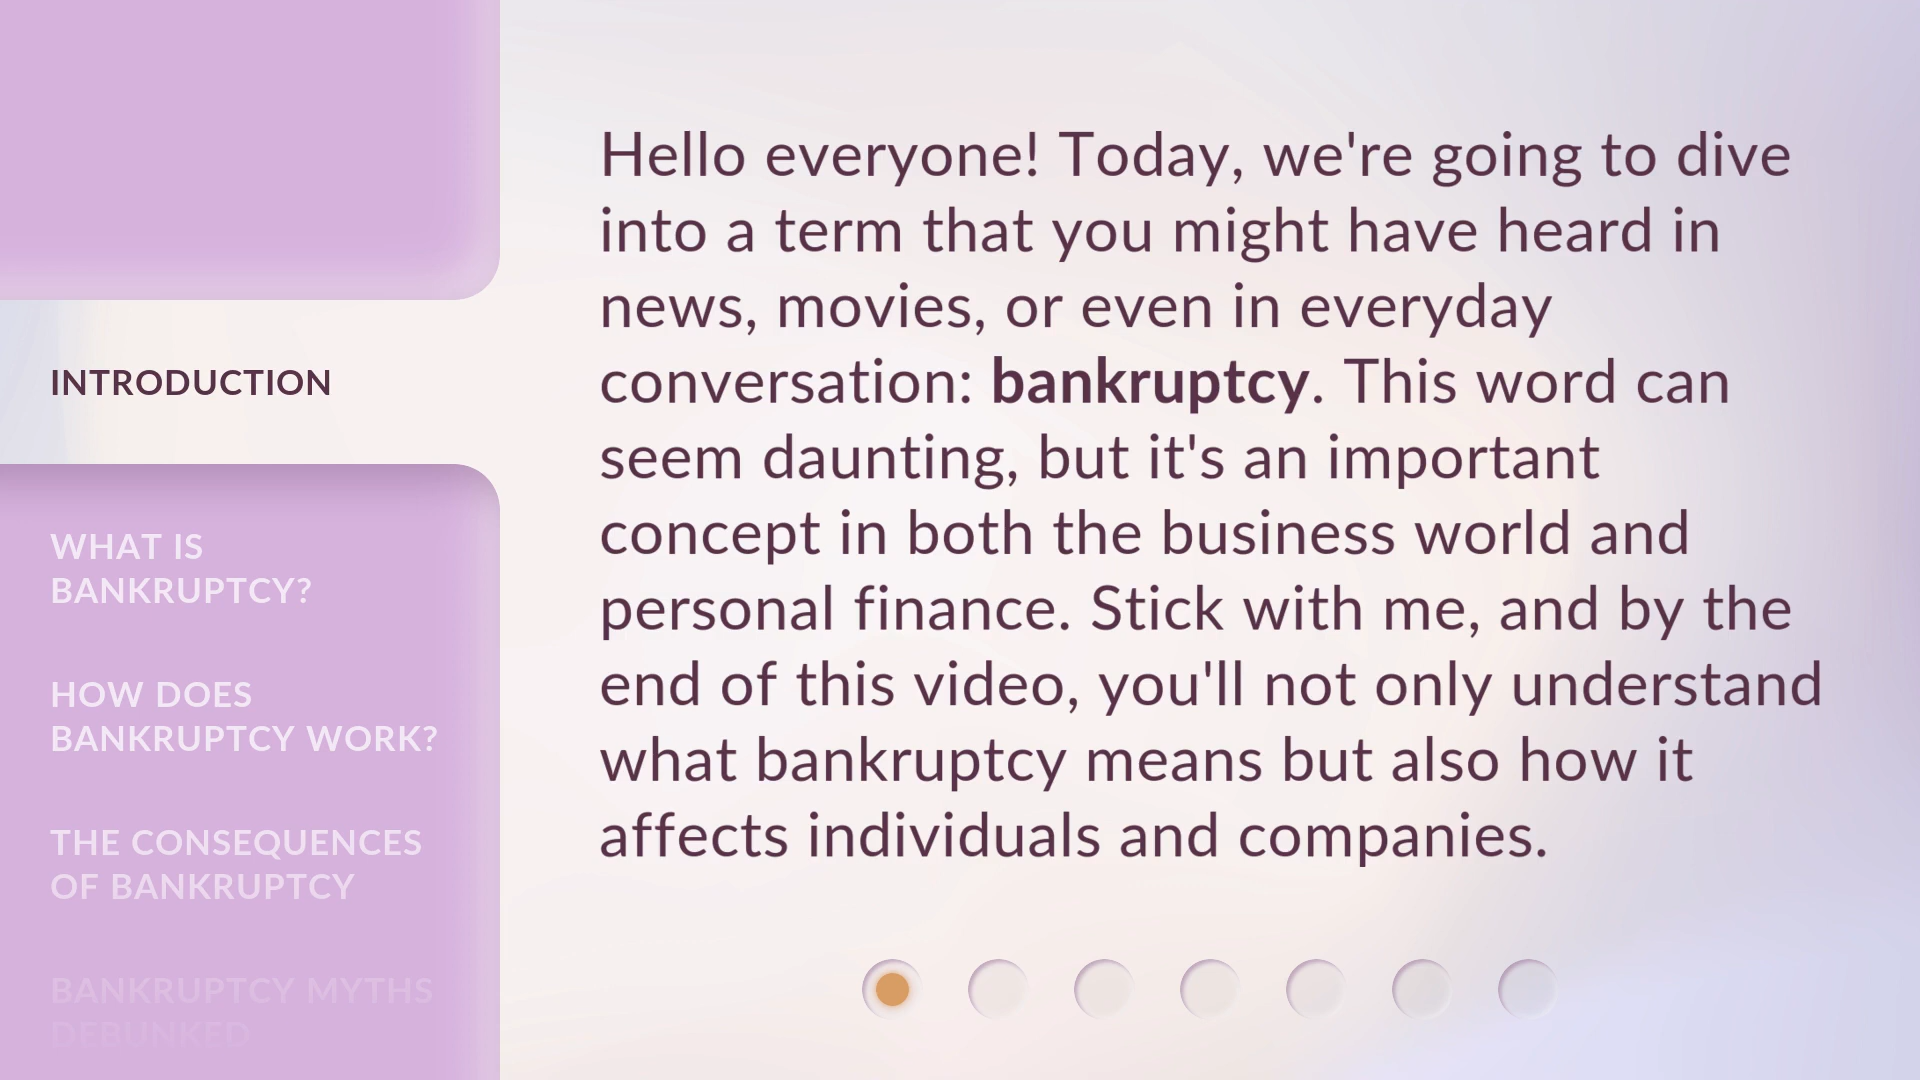 INTRODUCTION
WHAT IS
BANKRUPTCY?
HOW DOES
BANKRUPTCY WORK?
THE CONSEQUENCES
OF BANKRUPTCY
BANKRUPTCY MYTHS
DEBUNKED
Hello everyone! Today, we're going to dive
into a term that you might have heard in
news, movies, or even in everyday
conversation: bankruptcy. This word can
seem daunting, but it's an important
concept in both the business world and
personal finance. Stick with me, and by the
end of this video, you'll not only understand
what bankruptcy means but also how it
affects individuals and companies.